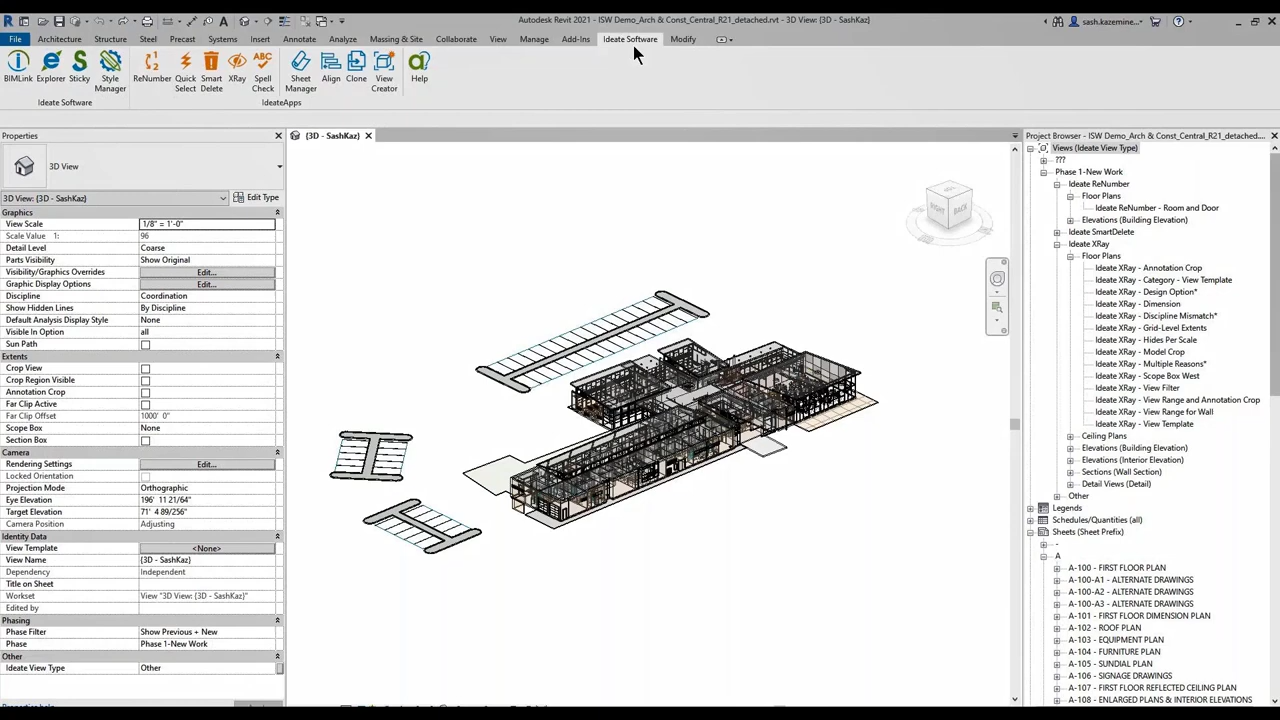 Autodesk Revit 2021 - ISW Demo_Arch & Const_Central_R21_detached.rvt - 3D View: {3D - SashKaz}
sash.kazemine...
File Architecture Structure Steel Precast Systems Insert Annotate Analyze Massing & Site Collaborate View Manage Add-Ins Ideate Software Modify
BIMLink Explorer Sticky Style Manager ReNumber Quick Select Smart Delete XRay Spell Check Sheet Manager Align Clone View Creator Help
Ideate Software IdeateApps
Properties
3D View
3D View: {3D - SashKaz}
Edit Type
Graphics
View Scale 1/8" = 1'-0"
Scale Value 1: 96
Detail Level Coarse
Parts Visibility Show Original
Visibility/Graphics Overrides Edit...
Graphic Display Options Edit...
Discipline Coordination
Show Hidden Lines By Discipline
Default Analysis Display Style None
Visible In Option all
Sun Path
Extents
Crop View
Crop Region Visible
Annotation Crop
Far Clip Active
Far Clip Offset 1000' 0"
Scope Box None
Section Box
Camera
Rendering Settings Edit...
Locked Orientation
Projection Mode Orthographic
Eye Elevation 196' 11 21/64"
Target Elevation 71' 4 89/256"
Camera Position Adjusting
Identity Data
View Template <None>
View Name {3D - SashKaz}
Dependency Independent
Title on Sheet
Workset View "3D View: {3D - SashKaz}"
Edited by
Phasing
Phase Filter Show Previous + New
Phase Phase 1-New Work
Other
Ideate View Type Other
Properties help
{3D - SashKaz}
RIGHT BACK
Project Browser - ISW Demo_Arch & Const_Central_R21_detached....
Views (Ideate View Type)
???
Phase 1-New Work
Ideate ReNumber
Floor Plans
Ideate ReNumber - Room and Door
Elevations (Building Elevation)
Ideate SmartDelete
Ideate XRay
Floor Plans
Ideate XRay - Annotation Crop
Ideate XRay - Category - View Template
Ideate XRay - Design Option*
Ideate XRay - Dimension
Ideate XRay - Discipline Mismatch*
Ideate XRay - Grid-Level Extents
Ideate XRay - Hides Per Scale
Ideate XRay - Model Crop
Ideate XRay - Multiple Reasons*
Ideate XRay - Scope Box West
Ideate XRay - View Filter
Ideate XRay - View Range and Annotation Crop
Ideate XRay - View Range for Wall
Ideate XRay - View Template
Ceiling Plans
Elevations (Building Elevation)
Elevations (Interior Elevation)
Sections (Wall Section)
Detail Views (Detail)
Other
Legends
Schedules/Quantities (all)
Sheets (Sheet Prefix)
-
A
A-100 - FIRST FLOOR PLAN
A-100-A1 - ALTERNATE DRAWINGS
A-100-A2 - ALTERNATE DRAWINGS
A-100-A3 - ALTERNATE DRAWINGS
A-101 - FIRST FLOOR DIMENSION PLAN
A-102 - ROOF PLAN
A-103 - EQUIPMENT PLAN
A-104 - FURNITURE PLAN
A-105 - SUNDIAL PLAN
A-106 - SIGNAGE DRAWINGS
A-107 - FIRST FLOOR REFLECTED CEILING PLAN
A-108 - ENLARGED PLANS & INTERIOR ELEVATIONS